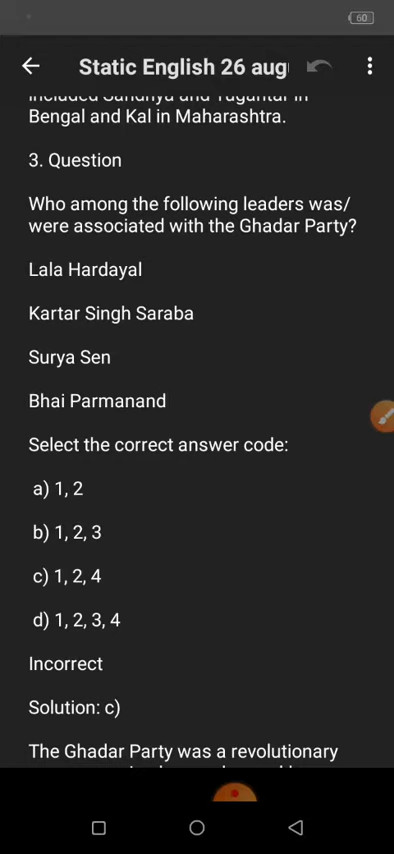 60
Static English 26 aug
Bengal and Kal in Maharashtra.
3. Question
Who among the following leaders was/
were associated with the Ghadar Party?
Lala Hardayal
Kartar Singh Saraba
Surya Sen
Bhai Parmanand
Select the correct answer code:
a) 1, 2
b) 1, 2, 3
c) 1, 2, 4
d) 1, 2, 3, 4
Incorrect
Solution: c)
The Ghadar Party was a revolutionary